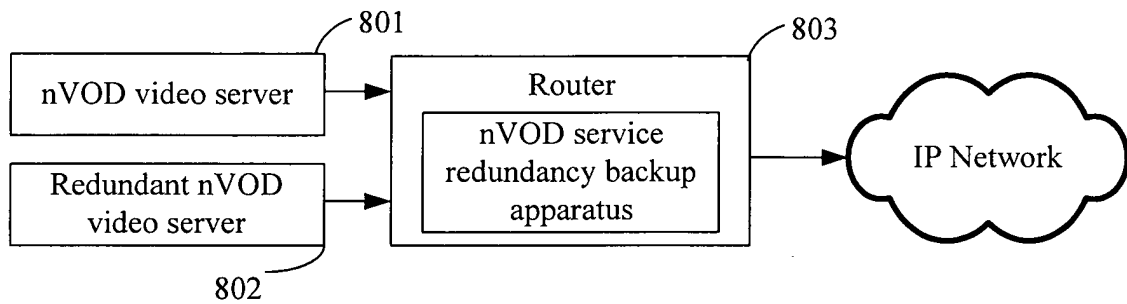 801
803
nVOD video server
Router
nVOD service
redundancy backup
apparatus
IP Network
Redundant nVOD
video server
802